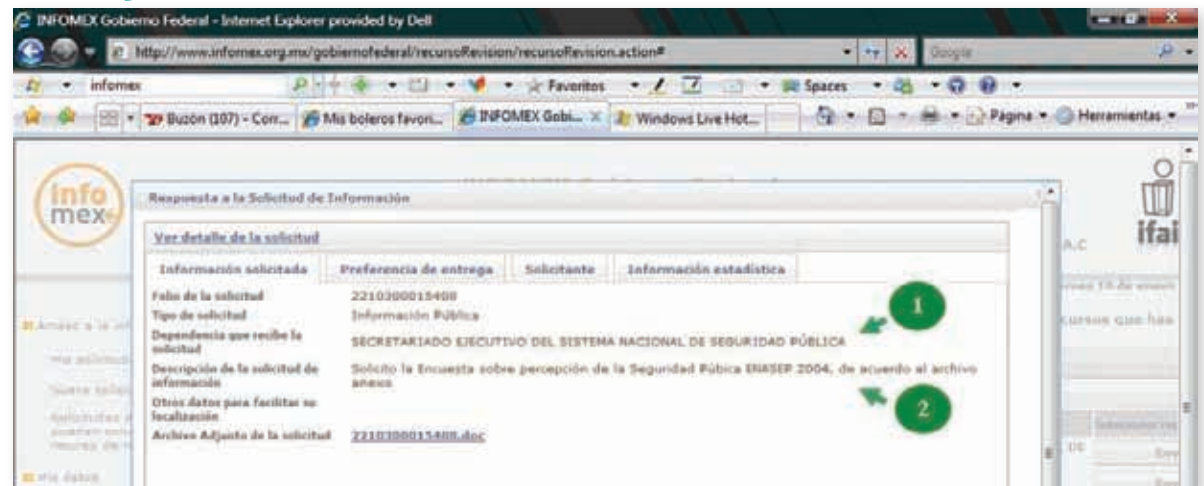 INFOMEX Gobierno Federal - Internet Explorer provided by Dell
http://www.infomex.org.mx/gobiernofederal/recursoRevision/recursoRevision.action#
Google
infomex
Favoritos
Spaces
Buzón (107) - Corr...
Mis boleros favori...
INFOMEX Gobi...
Windows Live Hot...
Página
Herramientas
info
mex
ifai
Respuesta a la Solicitud de Información
Ver detalle de la solicitud
A.C
Información solicitada Preferencia de entrega Solicitante Información estadística
Folio de la solicitud 2210300015408
Tipo de solicitud Información Pública
Dependencia que recibe la solicitud SECRETARIADO EJECUTIVO DEL SISTEMA NACIONAL DE SEGURIDAD PÚBLICA
Descripción de la solicitud de información Solicito la Encuesta sobre percepción de la Seguridad Púbica ENASEP 2004, de acuerdo al archivo anexo
Otros datos para facilitar su localización
Archivo Adjunto de la solicitud 2210300015408.doc
1
2